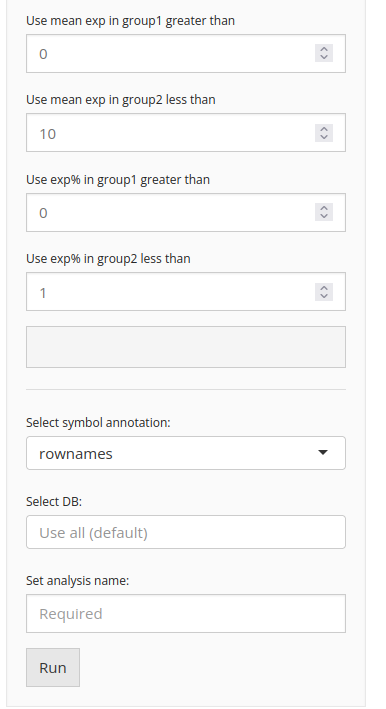 Use mean exp in group1 greater than
0
Use mean exp in group2 less than
10
Use exp% in group1 greater than
0
Use exp% in group2 less than
1
Select symbol annotation:
rownames
Select DB:
Use all (default)
Set analysis name:
Required
Run